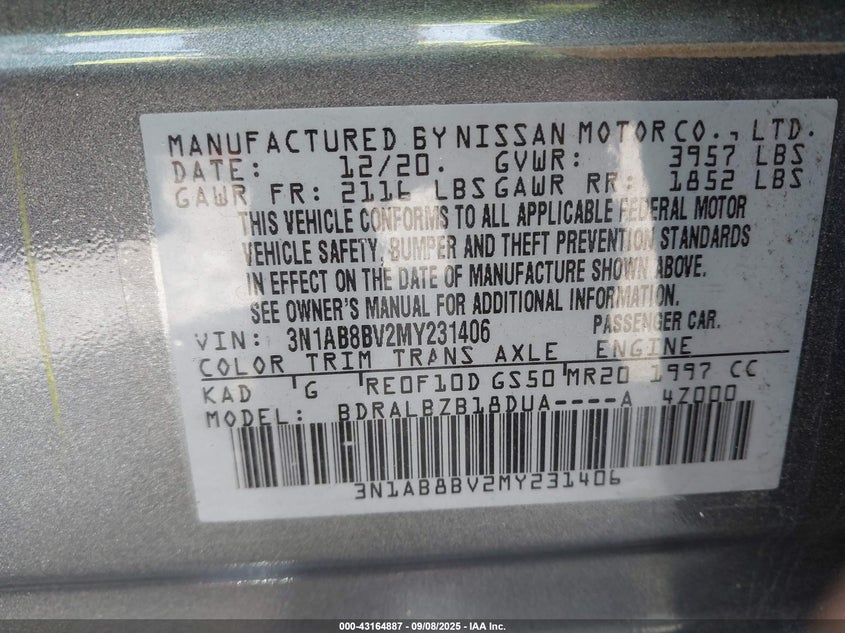 MANUFACTURED BY NISSAN MOTOR CO., LTD.
DATE: 12/20. GVWR: 3957 LBS
GAWR FR: 2116 LBS GAWR RR: 1852 LBS
THIS VEHICLE CONFORMS TO ALL APPLICABLE FEDERAL MOTOR
VEHICLE SAFETY, BUMPER AND THEFT PREVENTION STANDARDS
IN EFFECT ON THE DATE OF MANUFACTURE SHOWN ABOVE.
SEE OWNER'S MANUAL FOR ADDITIONAL INFORMATION.
VIN: 3N1AB8BV2MY231406 PASSENGER CAR.
COLOR TRIM TRANS AXLE ENGINE
KAD G RE0F10D GS50 MR20 1997 CC
MODEL: BDRALBZB18DUA----A 4Z000
3N1AB8BV2MY231406
000-43164887 - 09/08/2025 - IAA Inc.